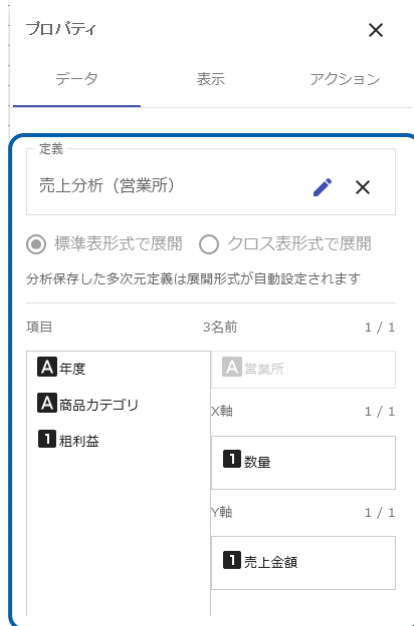 プロパティ
データ 表示 アクション
定義
売上分析（営業所）
標準表形式で展開 クロス表形式で展開
分析保存した多次元定義は展開形式が自動設定されます
項目 3名前 1 / 1
A 年度 A 営業所
A 商品カテゴリ X軸 1 / 1
1 粗利益 1 数量
Y軸 1 / 1
1 売上金額